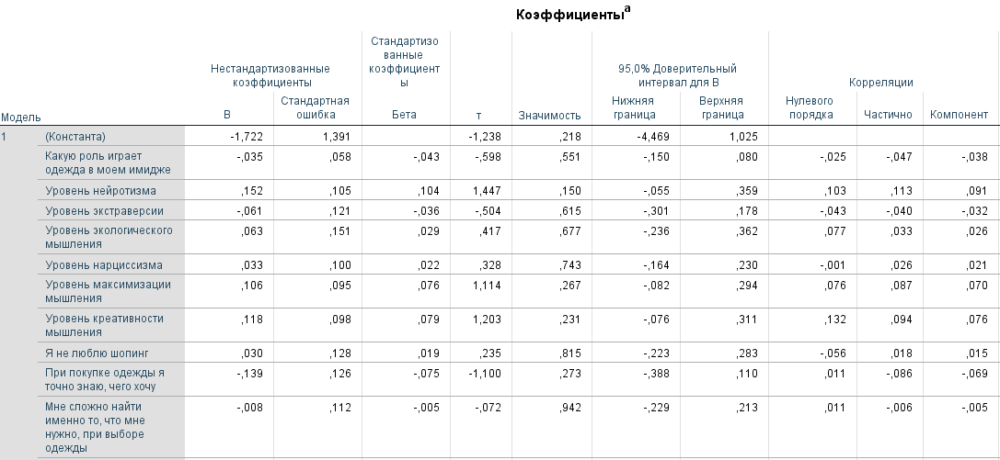 Коэффициентыa
Стандартизо
ванные
Нестандартизованные коэффициент 95,0% Доверительный
коэффициенты ы интервал для B Корреляции
Стандартная Нижняя Верхняя Нулевого
Модель B ошибка Бета т Значимость граница граница порядка Частично Компонент
1 (Константа) -1,722 1,391 -1,238 ,218 -4,469 1,025
Какую роль играет -,035 ,058 -,043 -,598 ,551 -,150 ,080 -,025 -,047 -,038
одежда в моем имидже
Уровень нейротизма ,152 ,105 ,104 1,447 ,150 -,055 ,359 ,103 ,113 ,091
Уровень экстраверсии -,061 ,121 -,036 -,504 ,615 -,301 ,178 -,043 -,040 -,032
Уровень экологического ,063 ,151 ,029 ,417 ,677 -,236 ,362 ,077 ,033 ,026
мышления
Уровень нарциссизма ,033 ,100 ,022 ,328 ,743 -,164 ,230 -,001 ,026 ,021
Уровень максимизации ,106 ,095 ,076 1,114 ,267 -,082 ,294 ,076 ,087 ,070
мышления
Уровень креативности ,118 ,098 ,079 1,203 ,231 -,076 ,311 ,132 ,094 ,076
мышления
Я не люблю шопинг ,030 ,128 ,019 ,235 ,815 -,223 ,283 -,056 ,018 ,015
При покупке одежды я -,139 ,126 -,075 -1,100 ,273 -,388 ,110 ,011 -,086 -,069
точно знаю, чего хочу
Мне сложно найти -,008 ,112 -,005 -,072 ,942 -,229 ,213 ,011 -,006 -,005
именно то, что мне
нужно, при выборе
одежды